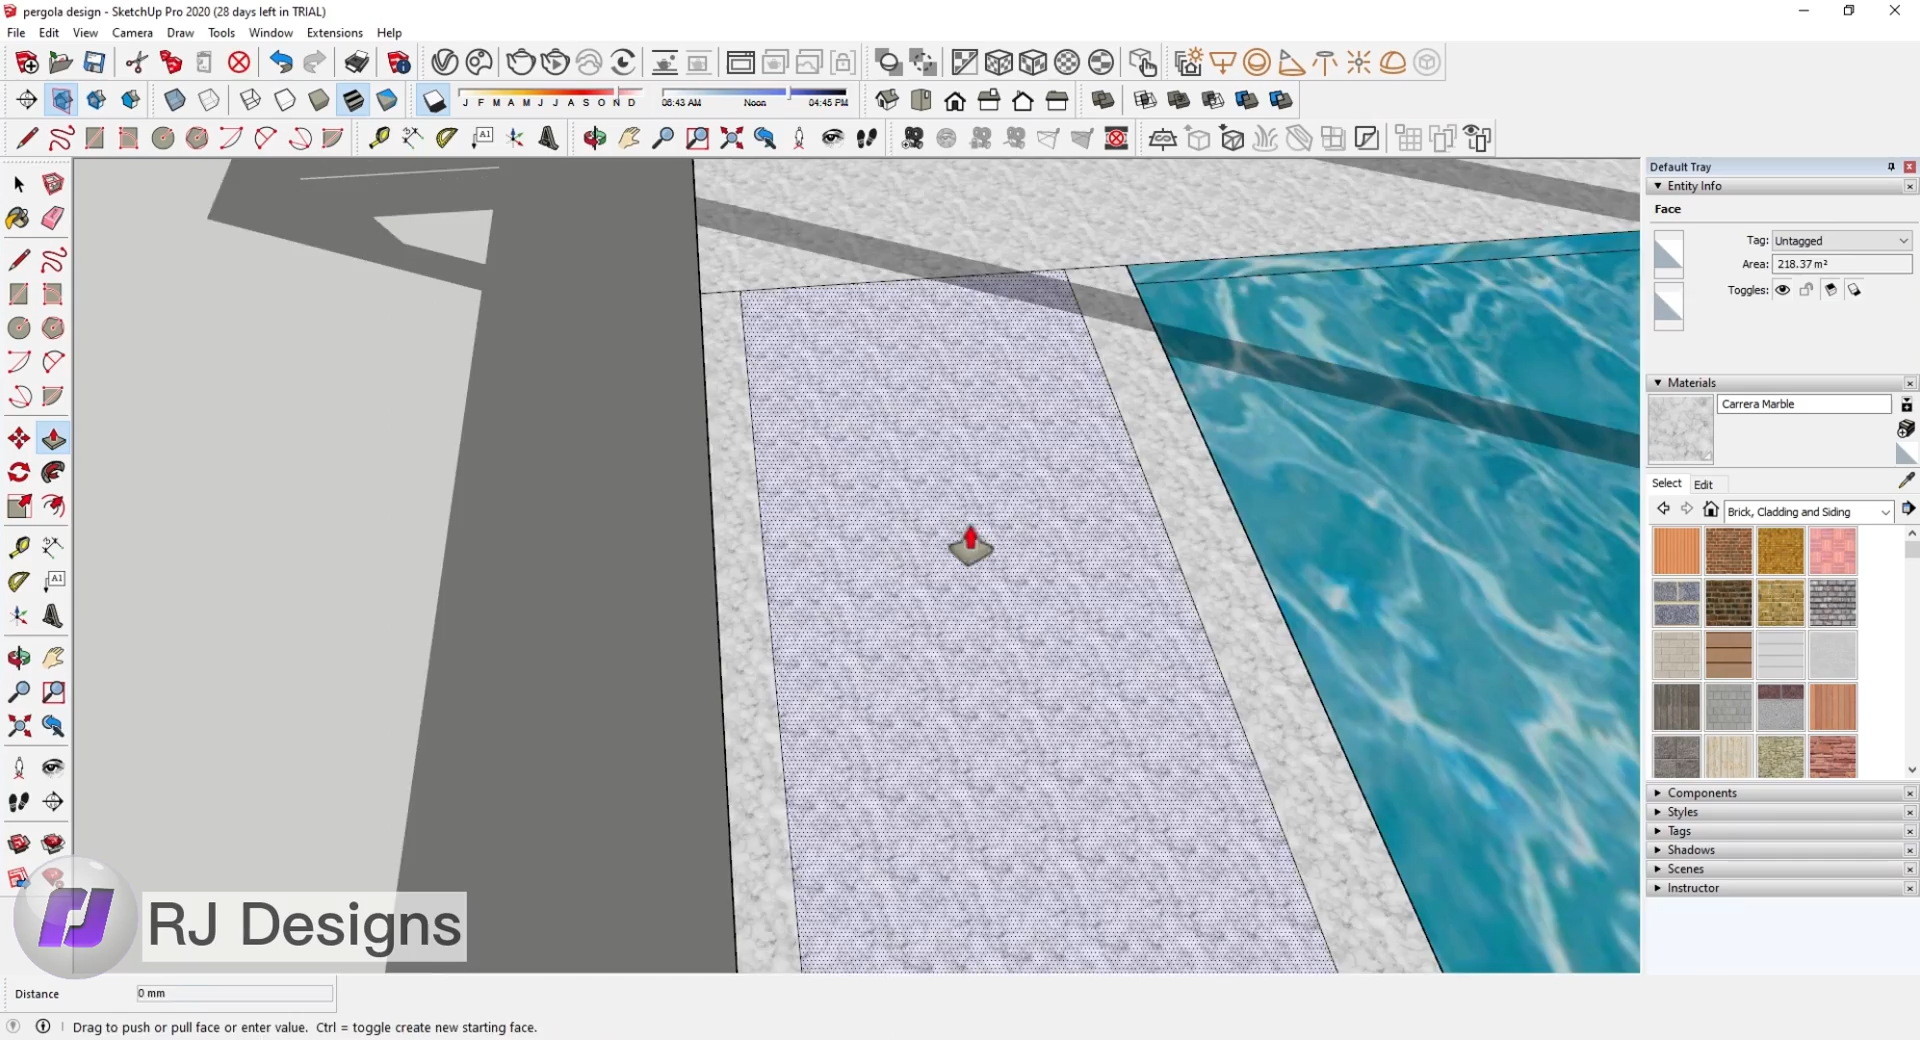 pergola design - SketchUp Pro 2020 (28 days left in TRIAL)
File Edit View Camera Draw Tools Window Extensions Help
J F M A M J J A S O N D
06:43 AM Noon 04:45 PM
A1
Default Tray
Entity Info
Face
Tag: Untagged
Area: 218.37 m²
Toggles:
Materials
Carrera Marble
Select Edit
Brick, Cladding and Siding
A1
Components
Styles
Tags
Shadows
Scenes
Instructor
RJ Designs
Distance 0 mm
Drag to push or pull face or enter value. Ctrl = toggle create new starting face.